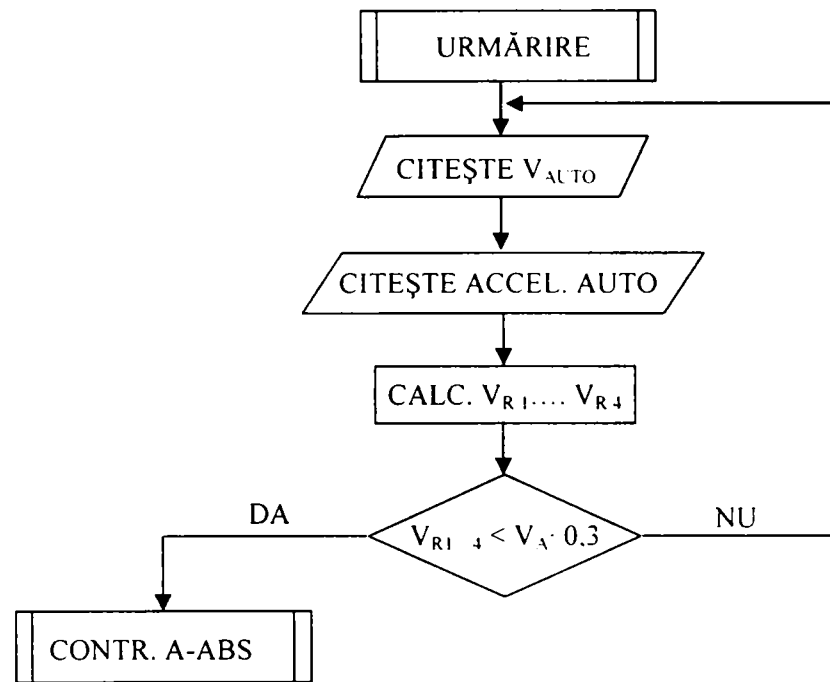 URMĂRIRE
CITEŞTE V_AUTO
CITEŞTE ACCEL. AUTO
CALC. V_R1.... V_R4
DA
V_R1 4 < V_A· 0,3
NU
CONTR. A-ABS